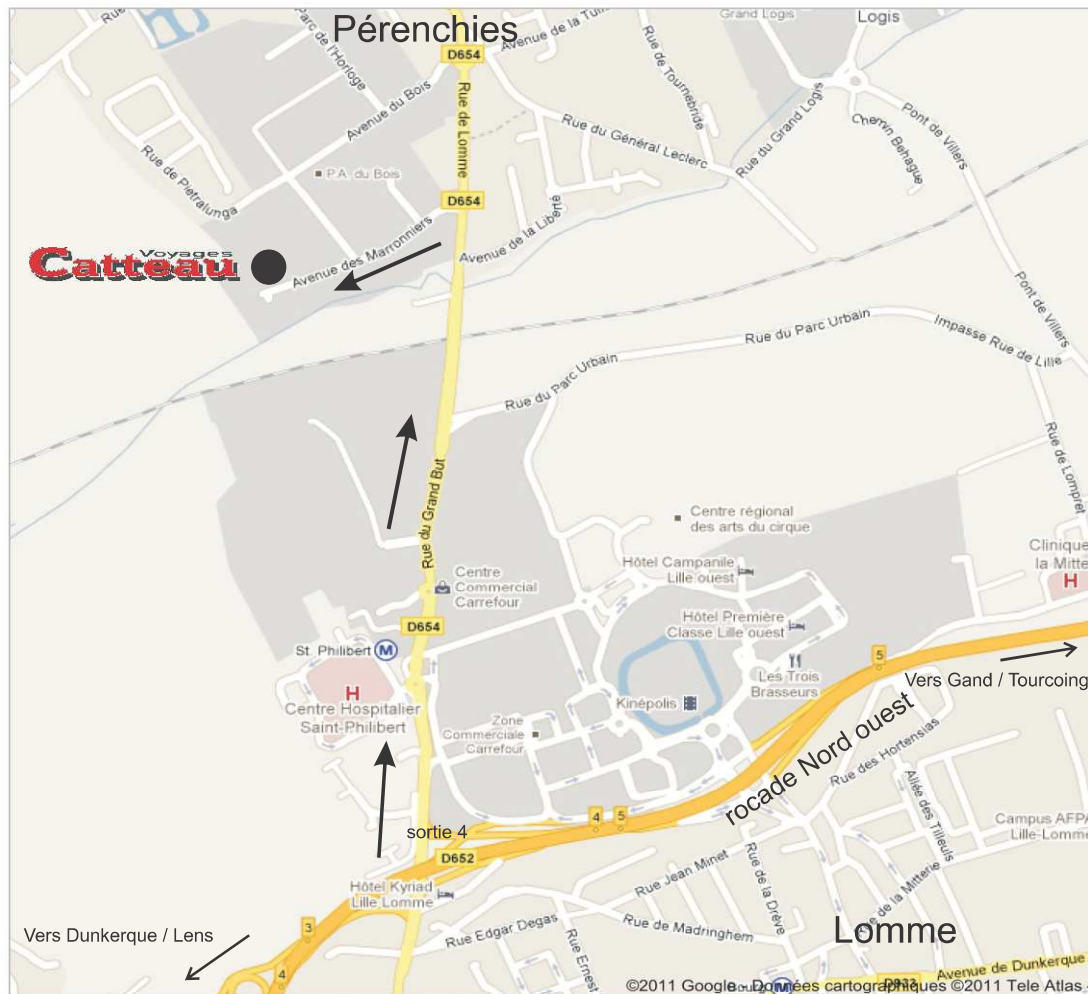 Pérenchies
D654
Avenue de la
Grand Logis
Logis
Parc de l'Horloge
Avenue du Bois
Rue de Lomme
Rue de Tournebride
Rue du Général Leclerc
Rue du Grand Logis
Chemin Behague
Pont de Villers
Rue de Pietralunga
P.A. du Bois
D654
Avenue de la Liberté
Avenue des Marronniers
Voyages
Catteau
Pont de Villers
Rue du Parc Urbain
Impasse Rue de Lille
Rue du Parc Urbain
Rue de Lompret
Rue du Grand But
Centre régional
des arts du cirque
Clinique
la Mitte
H
Hôtel Campanile
Lille ouest
Centre
Commercial
Carrefour
Hôtel Première
Classe Lille ouest
D654
St. Philibert
M
5
Les Trois
Brasseurs
Vers Gand / Tourcoing
H
Centre Hospitalier
Saint-Philibert
Kinépolis
Zone
Commerciale
Carrefour
rocade Nord ouest
Rue des Hortensias
Allée des Tilleuls
sortie 4
4
5
Campus AFPA
Lille-Lomme
D652
Hôtel Kyriad
Lille Lomme
Rue Jean Minet
Rue de la Drève
Rue de la Mitterie
3
Vers Dunkerque / Lens
Rue Edgar Degas
Rue de Madringhem
Lomme
Rue Ernest
4
Avenue de Dunkerque
D933
Bourg
M
©2011 Google - Données cartographiques ©2011 Tele Atlas